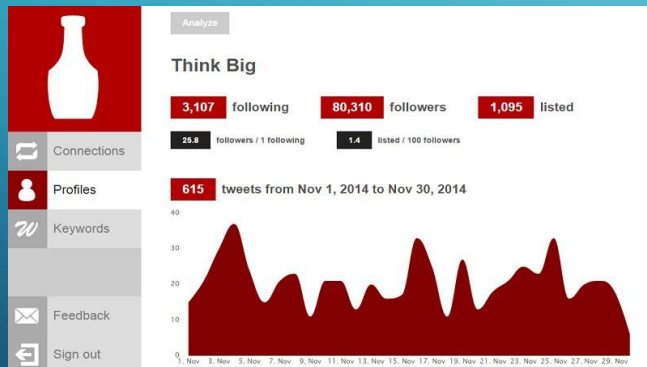 Analyze
Think Big
3,107 following 80,310 followers 1,095 listed
25.8 followers / 1 following 1.4 listed / 100 followers
Connections
Profiles
Keywords
Feedback
Sign out
615 tweets from Nov 1, 2014 to Nov 30, 2014
40
30
20
10
0
1. Nov 3. Nov 5. Nov 7. Nov 9. Nov 11. Nov 13. Nov 15. Nov 17. Nov 19. Nov 21. Nov 23. Nov 25. Nov 27. Nov 29. Nov